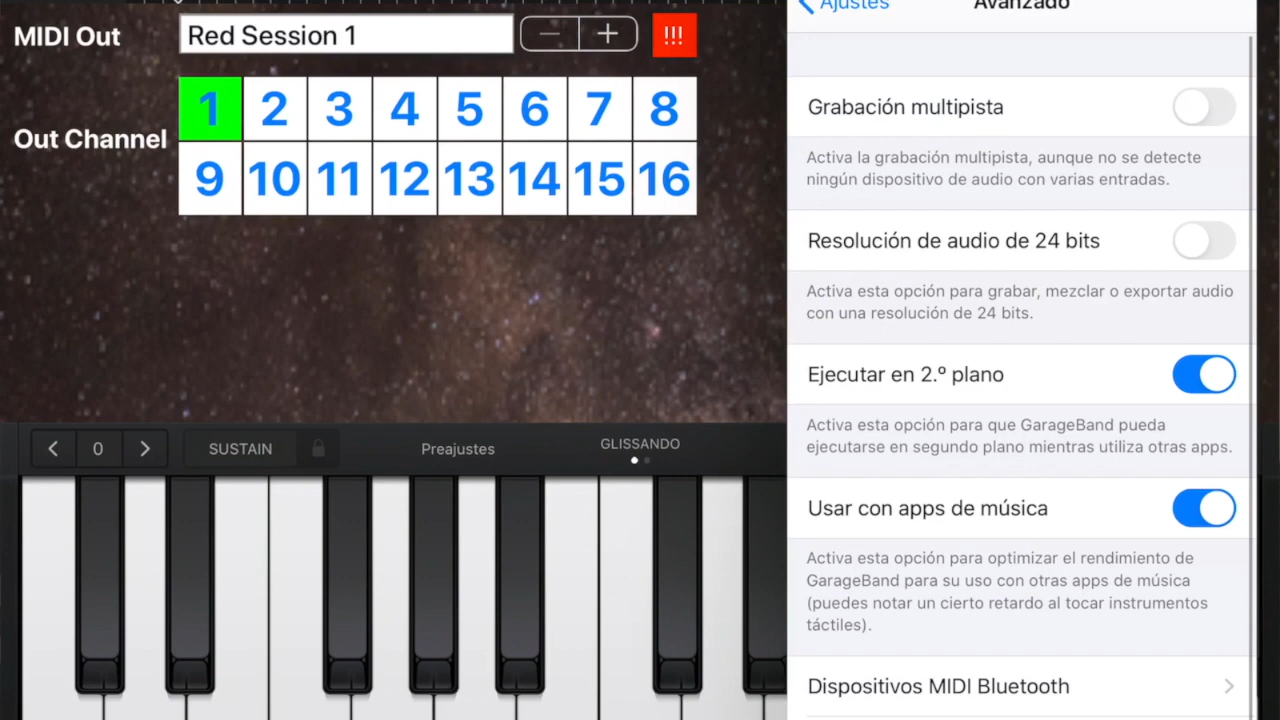 MIDI Out
Red Session 1
!!!
Out Channel
1 2 3 4 5 6 7 8
9 10 11 12 13 14 15 16
0
SUSTAIN
Preajustes
GLISSANDO
Ajustes
Avanzado
Grabación multipista
Activa la grabación multipista, aunque no se detecte
ningún dispositivo de audio con varias entradas.
Resolución de audio de 24 bits
Activa esta opción para grabar, mezclar o exportar audio
con una resolución de 24 bits.
Ejecutar en 2.º plano
Activa esta opción para que GarageBand pueda
ejecutarse en segundo plano mientras utiliza otras apps.
Usar con apps de música
Activa esta opción para optimizar el rendimiento de
GarageBand para su uso con otras apps de música
(puedes notar un cierto retardo al tocar instrumentos
táctiles).
Dispositivos MIDI Bluetooth